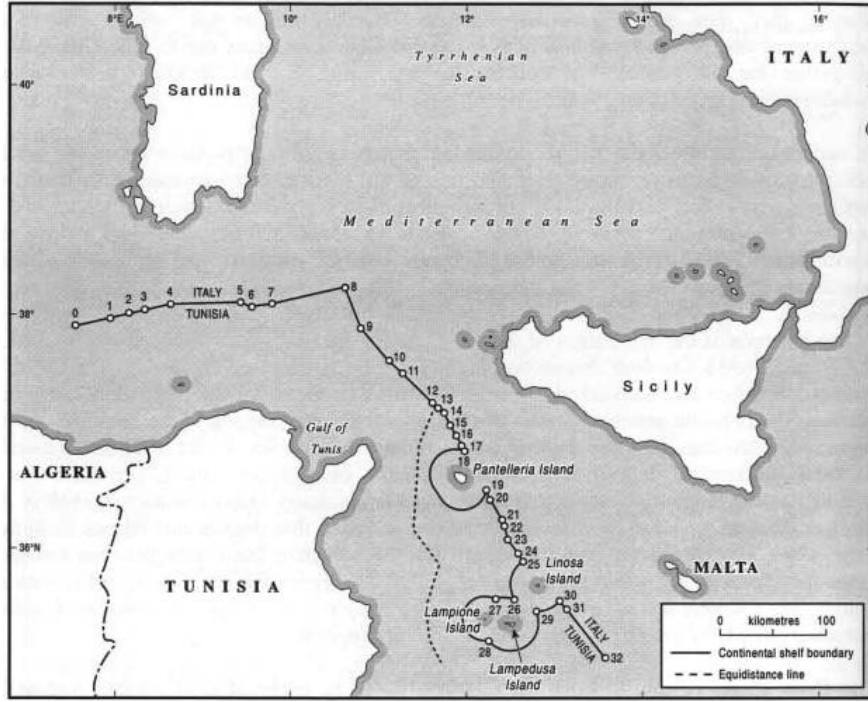 8°E
10
12
14
16
40
Tyrrhenian
Sea
ITALY
Sardinia
Mediterranean Sea
38
0
1
2
3
4
5
6
7
8
ITALY
TUNISIA
9
10
11
12
13
14
15
16
17
18
Sicily
Gulf of
Tunis
ALGERIA
Pantelleria Island
19
20
21
22
23
24
25
36°N
TUNISIA
Linosa
Island
MALTA
Lampione
Island
27
26
28
29
30
31
32
ITALY
TUNISIA
Lampedusa
Island
0 kilometres 100
Continental shelf boundary
Equidistance line